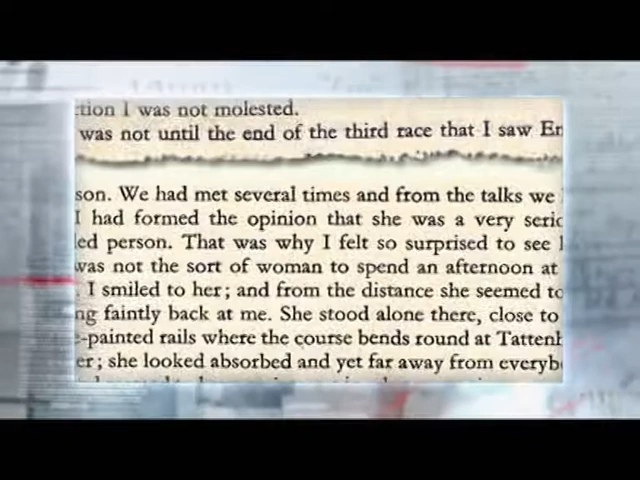 ction I was not molested.
was not until the end of the third race that I saw Em
son. We had met several times and from the talks we
I had formed the opinion that she was a very serio
ed person. That was why I felt so surprised to see
was not the sort of woman to spend an afternoon at
. I smiled to her; and from the distance she seemed to
ng faintly back at me. She stood alone there, close to
-painted rails where the course bends round at Tattenh
er; she looked absorbed and yet far away from everyb